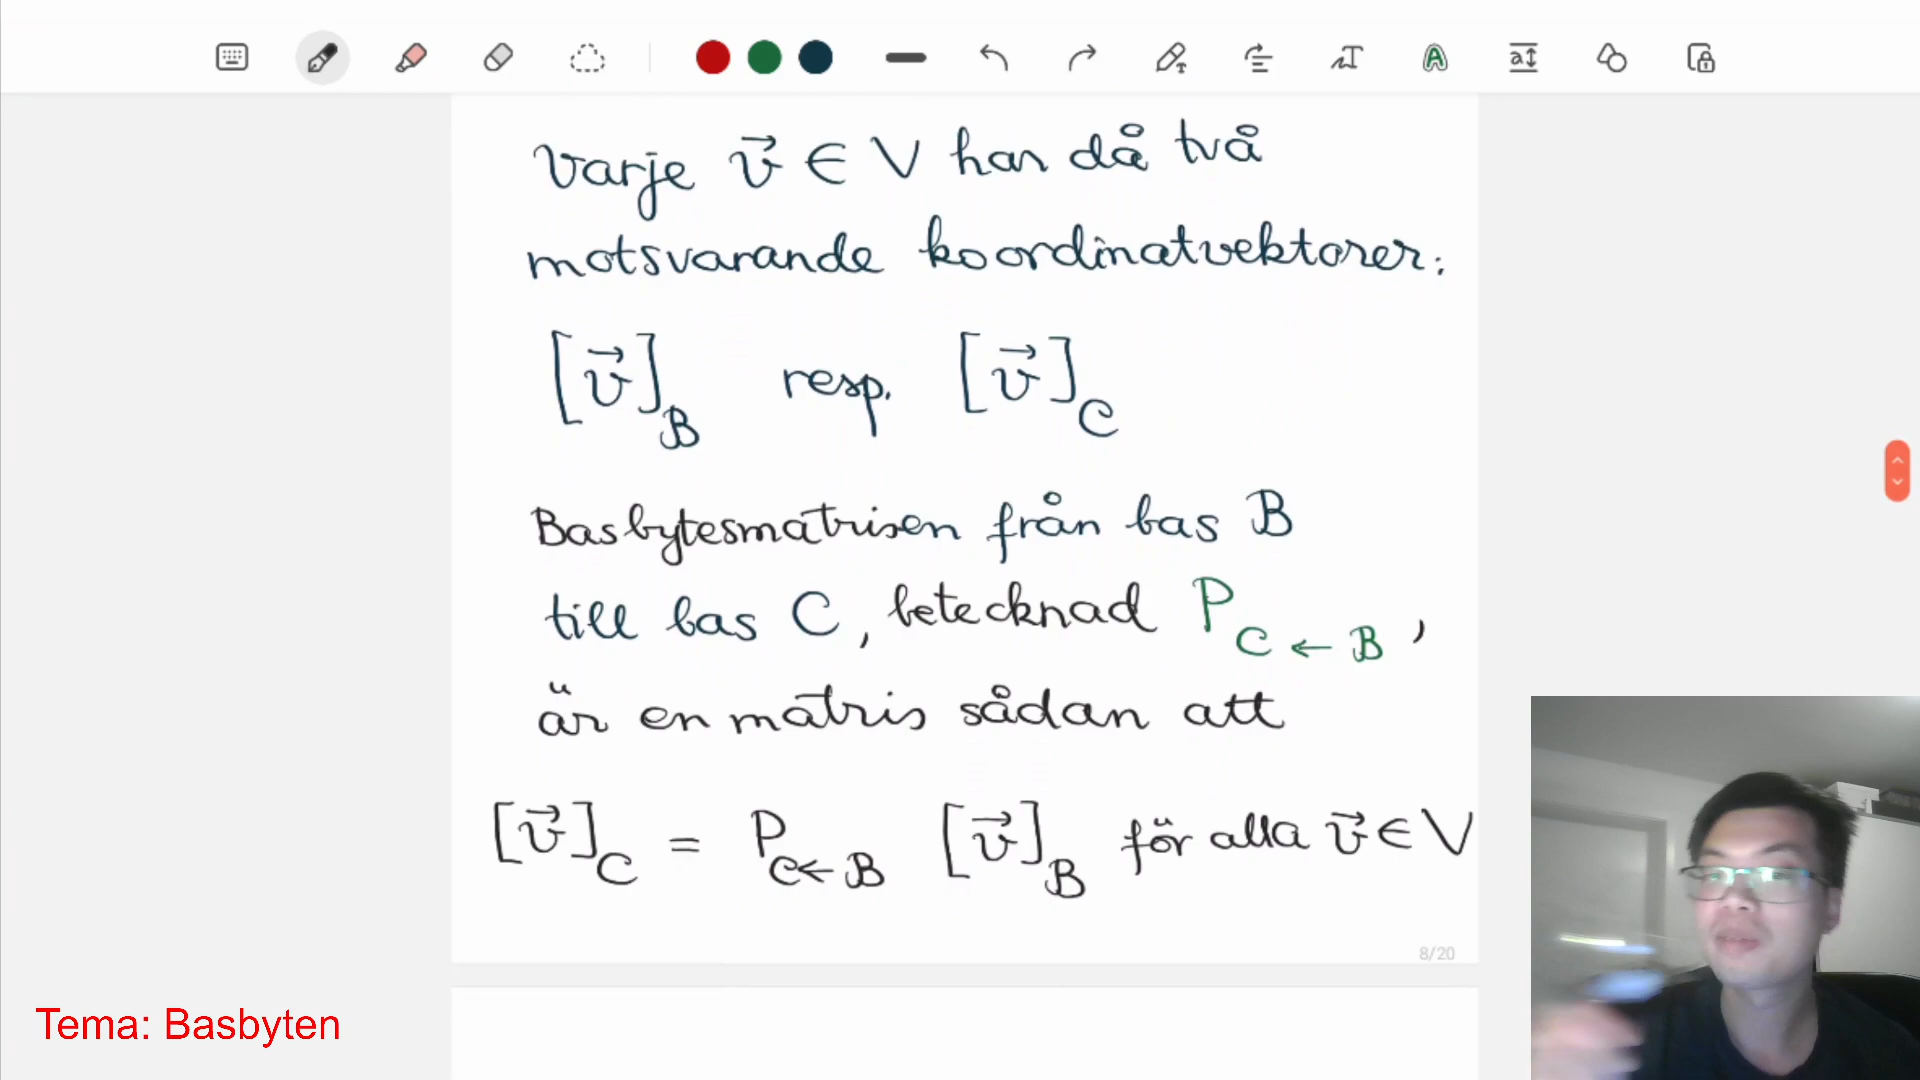 varje v⃗ ∈ V har då två
motsvarande koordinatvektorer:
[v⃗]_B resp. [v⃗]_C
Basbytesmatrisen från bas B
till bas C, betecknad P_{C←B},
är en matris sådan att
[v⃗]_C = P_{C←B} [v⃗]_B för alla v⃗ ∈ V
8/20
Tema: Basbyten